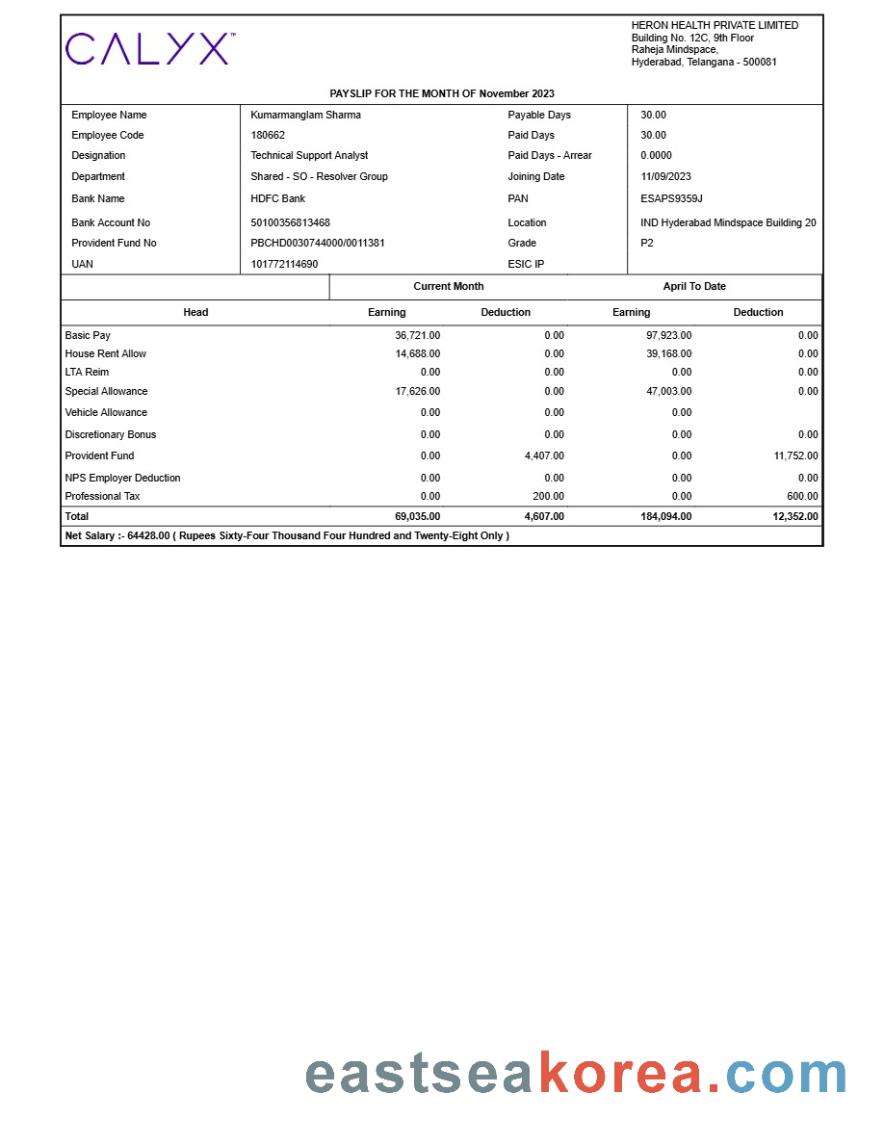 CALYX™
HERON HEALTH PRIVATE LIMITED
Building No. 12C, 9th Floor
Raheja Mindspace,
Hyderabad, Telangana - 500081
PAYSLIP FOR THE MONTH OF November 2023
Employee Name Kumarmanglam Sharma Payable Days 30.00
Employee Code 180662 Paid Days 30.00
Designation Technical Support Analyst Paid Days - Arrear 0.0000
Department Shared - SO - Resolver Group Joining Date 11/09/2023
Bank Name HDFC Bank PAN ESAPS9359J
Bank Account No 50100356813468 Location IND Hyderabad Mindspace Building 20
Provident Fund No PBCHD0030744000/0011381 Grade P2
UAN 101772114690 ESIC IP
Current Month April To Date
Head Earning Deduction Earning Deduction
Basic Pay 36,721.00 0.00 97,923.00 0.00
House Rent Allow 14,688.00 0.00 39,168.00 0.00
LTA Reim 0.00 0.00 0.00 0.00
Special Allowance 17,626.00 0.00 47,003.00 0.00
Vehicle Allowance 0.00 0.00 0.00
Discretionary Bonus 0.00 0.00 0.00 0.00
Provident Fund 0.00 4,407.00 0.00 11,752.00
NPS Employer Deduction 0.00 0.00 0.00 0.00
Professional Tax 0.00 200.00 0.00 600.00
Total 69,035.00 4,607.00 184,094.00 12,352.00
Net Salary :- 64428.00 ( Rupees Sixty-Four Thousand Four Hundred and Twenty-Eight Only )
eastseakorea.com